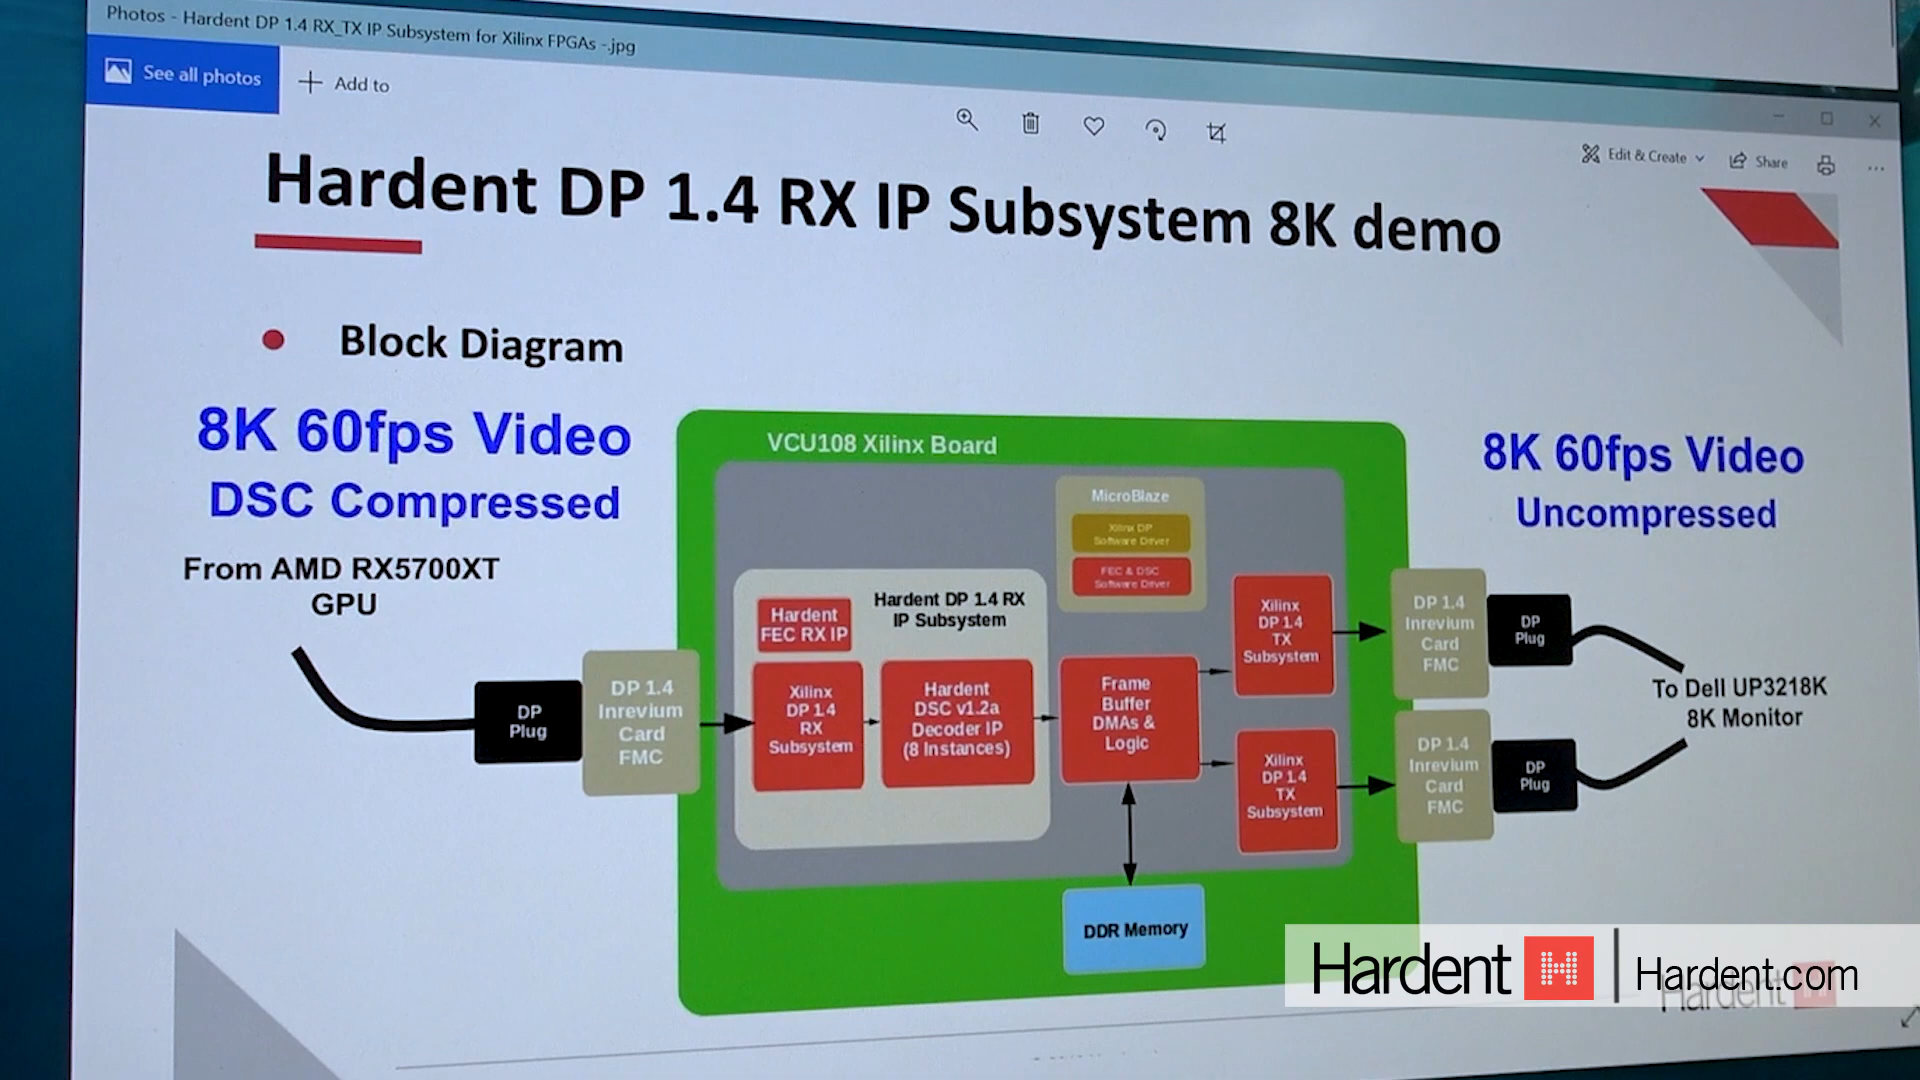 Photos - Hardent DP 1.4 RX_TX IP Subsystem for Xilinx FPGAs -.jpg
See all photos
Add to
Edit & Create
Share
Hardent DP 1.4 RX IP Subsystem 8K demo
Block Diagram
8K 60fps Video
DSC Compressed
From AMD RX5700XT
GPU
DP
Plug
DP 1.4
Inrevium
Card
FMC
VCU108 Xilinx Board
Hardent
FEC RX IP
Hardent DP 1.4 RX
IP Subsystem
Xilinx
DP 1.4
RX
Subsystem
Hardent
DSC v1.2a
Decoder IP
(8 Instances)
MicroBlaze
Xilinx DP
Software Driver
FEC & DSC
Software Driver
Frame
Buffer
DMAs &
Logic
DDR Memory
Xilinx
DP 1.4
TX
Subsystem
Xilinx
DP 1.4
TX
Subsystem
8K 60fps Video
Uncompressed
DP 1.4
Inrevium
Card
FMC
DP
Plug
DP 1.4
Inrevium
Card
FMC
DP
Plug
To Dell UP3218K
8K Monitor
Hardent H | Hardent.com
Hardent